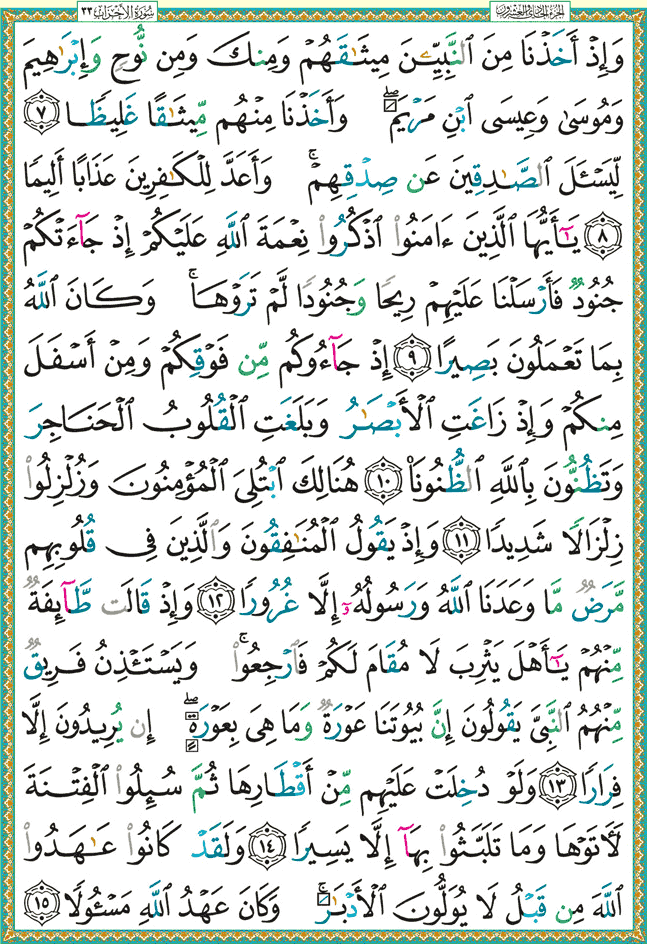 الجزء الحادي والعشرون
سورة الأحزاب ٣٣
وَإِذْ أَخَذْنَا مِنَ ٱلنَّبِيِّـۧنَ مِيثَـٰقَهُمْ وَمِنكَ وَمِن نُّوحٍ وَإِبْرَٰهِيمَ
وَمُوسَىٰ وَعِيسَى ٱبْنِ مَرْيَمَ ۖ وَأَخَذْنَا مِنْهُم مِّيثَـٰقًا غَلِيظًا ٧
لِّيَسْـَٔلَ ٱلصَّـٰدِقِينَ عَن صِدْقِهِمْ ۚ وَأَعَدَّ لِلْكَـٰفِرِينَ عَذَابًا أَلِيمًا
٨ يَـٰٓأَيُّهَا ٱلَّذِينَ ءَامَنُوا۟ ٱذْكُرُوا۟ نِعْمَةَ ٱللَّهِ عَلَيْكُمْ إِذْ جَآءَتْكُمْ
جُنُودٌ فَأَرْسَلْنَا عَلَيْهِمْ رِيحًا وَجُنُودًا لَّمْ تَرَوْهَا ۚ وَكَانَ ٱللَّهُ
بِمَا تَعْمَلُونَ بَصِيرًا ٩ إِذْ جَآءُوكُم مِّن فَوْقِكُمْ وَمِنْ أَسْفَلَ
مِنكُمْ وَإِذْ زَاغَتِ ٱلْأَبْصَـٰرُ وَبَلَغَتِ ٱلْقُلُوبُ ٱلْحَنَاجِرَ
وَتَظُنُّونَ بِٱللَّهِ ٱلظُّنُونَا۠ ١٠ هُنَالِكَ ٱبْتُلِىَ ٱلْمُؤْمِنُونَ وَزُلْزِلُوا۟
زِلْزَالًا شَدِيدًا ١١ وَإِذْ يَقُولُ ٱلْمُنَـٰفِقُونَ وَٱلَّذِينَ فِى قُلُوبِهِم
مَّرَضٌ مَّا وَعَدَنَا ٱللَّهُ وَرَسُولُهُۥٓ إِلَّا غُرُورًا ١٢ وَإِذْ قَالَت طَّآئِفَةٌ
مِّنْهُمْ يَـٰٓأَهْلَ يَثْرِبَ لَا مُقَامَ لَكُمْ فَٱرْجِعُوا۟ ۚ وَيَسْتَـْٔذِنُ فَرِيقٌ
مِّنْهُمُ ٱلنَّبِىَّ يَقُولُونَ إِنَّ بُيُوتَنَا عَوْرَةٌ وَمَا هِىَ بِعَوْرَةٍ ۖ إِن يُرِيدُونَ إِلَّا
فِرَارًا ١٣ وَلَوْ دُخِلَتْ عَلَيْهِم مِّنْ أَقْطَارِهَا ثُمَّ سُئِلُوا۟ ٱلْفِتْنَةَ
لَـَٔاتَوْهَا وَمَا تَلَبَّثُوا۟ بِهَآ إِلَّا يَسِيرًا ١٤ وَلَقَدْ كَانُوا۟ عَـٰهَدُوا۟
ٱللَّهَ مِن قَبْلُ لَا يُوَلُّونَ ٱلْأَدْبَـٰرَ ۚ وَكَانَ عَهْدُ ٱللَّهِ مَسْـُٔولًا ١٥